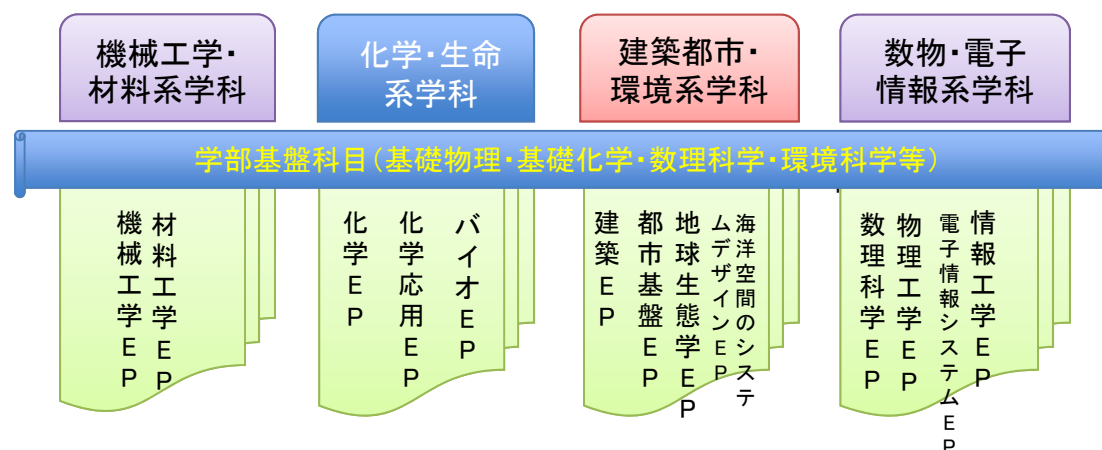 機械工学・
材料系学科
化学・生命
系学科
建築都市・
環境系学科
数物・電子
情報系学科
学部基盤科目(基礎物理・基礎化学・数理科学・環境科学等)
機械工学EP
材料工学EP
化学EP
化学応用EP
バイオEP
建築EP
都市基盤EP
地球生態学EP
海洋空間のシステ
ムデザインEP
数理科学EP
物理工学EP
電子情報システムEP
情報工学EP